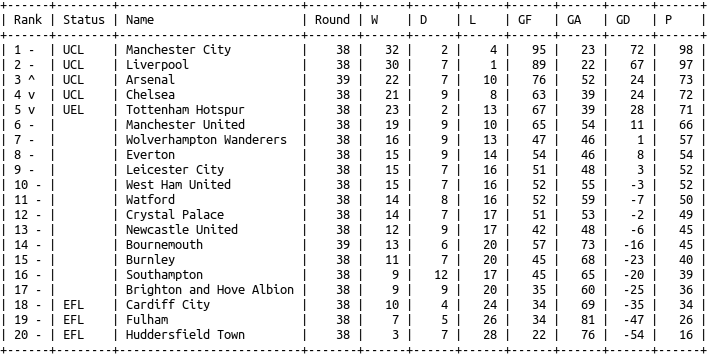 +------+--------+--------------------------+-------+------+------+------+------+------+------+------+
| Rank | Status | Name                     | Round | W    | D    | L    | GF   | GA   | GD   | P    |
+------+--------+--------------------------+-------+------+------+------+------+------+------+------+
| 1 -  | UCL    | Manchester City          |    38 |   32 |    2 |    4 |   95 |   23 |   72 |   98 |
| 2 -  | UCL    | Liverpool                |    38 |   30 |    7 |    1 |   89 |   22 |   67 |   97 |
| 3 ^  | UCL    | Arsenal                  |    39 |   22 |    7 |   10 |   76 |   52 |   24 |   73 |
| 4 v  | UCL    | Chelsea                  |    38 |   21 |    9 |    8 |   63 |   39 |   24 |   72 |
| 5 v  | UEL    | Tottenham Hotspur        |    38 |   23 |    2 |   13 |   67 |   39 |   28 |   71 |
| 6 -  |        | Manchester United        |    38 |   19 |    9 |   10 |   65 |   54 |   11 |   66 |
| 7 -  |        | Wolverhampton Wanderers  |    38 |   16 |    9 |   13 |   47 |   46 |    1 |   57 |
| 8 -  |        | Everton                  |    38 |   15 |    9 |   14 |   54 |   46 |    8 |   54 |
| 9 -  |        | Leicester City           |    38 |   15 |    7 |   16 |   51 |   48 |    3 |   52 |
| 10 - |        | West Ham United          |    38 |   15 |    7 |   16 |   52 |   55 |   -3 |   52 |
| 11 - |        | Watford                  |    38 |   14 |    8 |   16 |   52 |   59 |   -7 |   50 |
| 12 - |        | Crystal Palace           |    38 |   14 |    7 |   17 |   51 |   53 |   -2 |   49 |
| 13 - |        | Newcastle United         |    38 |   12 |    9 |   17 |   42 |   48 |   -6 |   45 |
| 14 - |        | Bournemouth              |    39 |   13 |    6 |   20 |   57 |   73 |  -16 |   45 |
| 15 - |        | Burnley                  |    38 |   11 |    7 |   20 |   45 |   68 |  -23 |   40 |
| 16 - |        | Southampton              |    38 |    9 |   12 |   17 |   45 |   65 |  -20 |   39 |
| 17 - |        | Brighton and Hove Albion |    38 |    9 |    9 |   20 |   35 |   60 |  -25 |   36 |
| 18 - | EFL    | Cardiff City             |    38 |   10 |    4 |   24 |   34 |   69 |  -35 |   34 |
| 19 - | EFL    | Fulham                   |    38 |    7 |    5 |   26 |   34 |   81 |  -47 |   26 |
| 20 - | EFL    | Huddersfield Town        |    38 |    3 |    7 |   28 |   22 |   76 |  -54 |   16 |
+------+--------+--------------------------+-------+------+------+------+------+------+------+------+